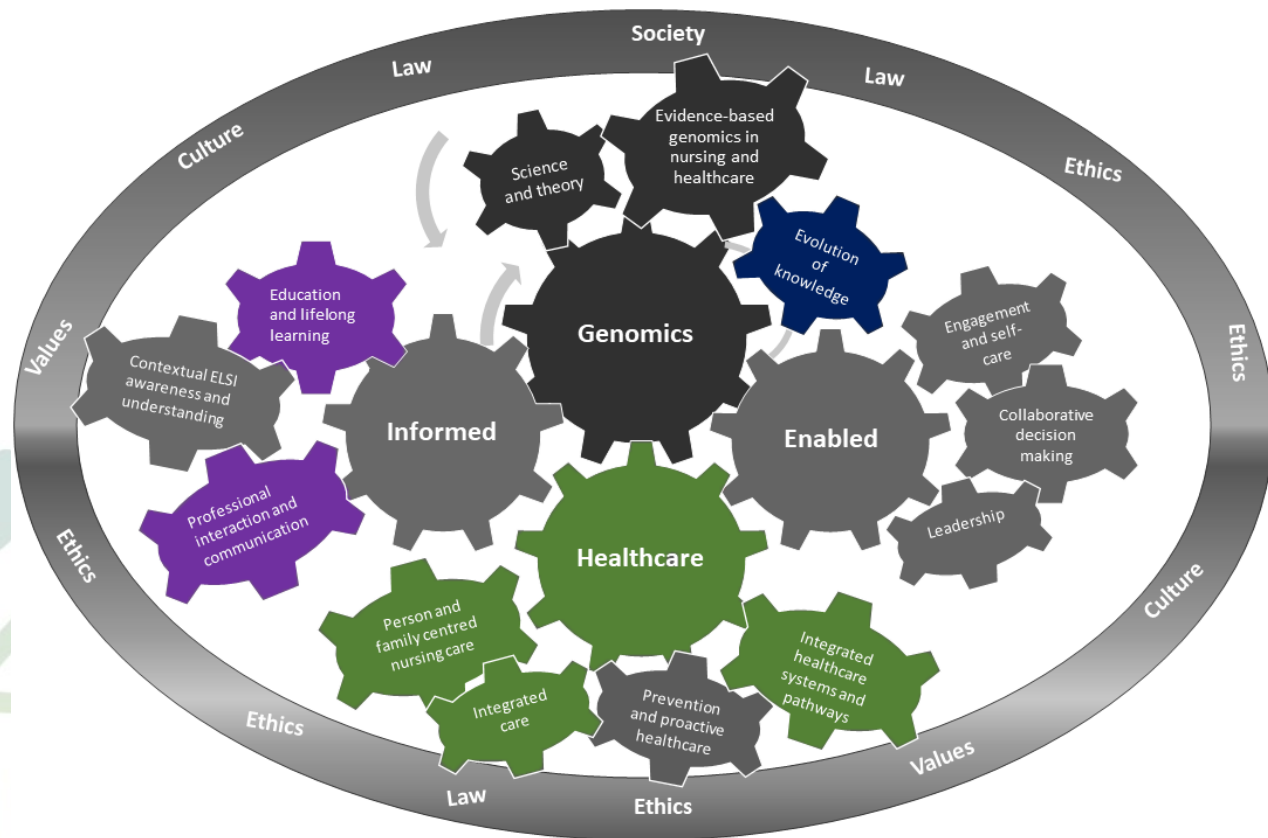 Society
Law
Law
Culture
Ethics
Values
Ethics
Ethics
Culture
Ethics
Values
Law
Ethics
Science
and theory
Evidence-based
genomics in
nursing and
healthcare
Evolution
of
knowledge
Genomics
Education
and lifelong
learning
Contextual ELSI
awareness and
understanding
Professional
interaction and
communication
Informed
Enabled
Engagement
and self-
care
Collaborative
decision
making
Leadership
Healthcare
Person and
family centred
nursing care
Integrated
care
Prevention
and proactive
healthcare
Integrated
healthcare
systems and
pathways